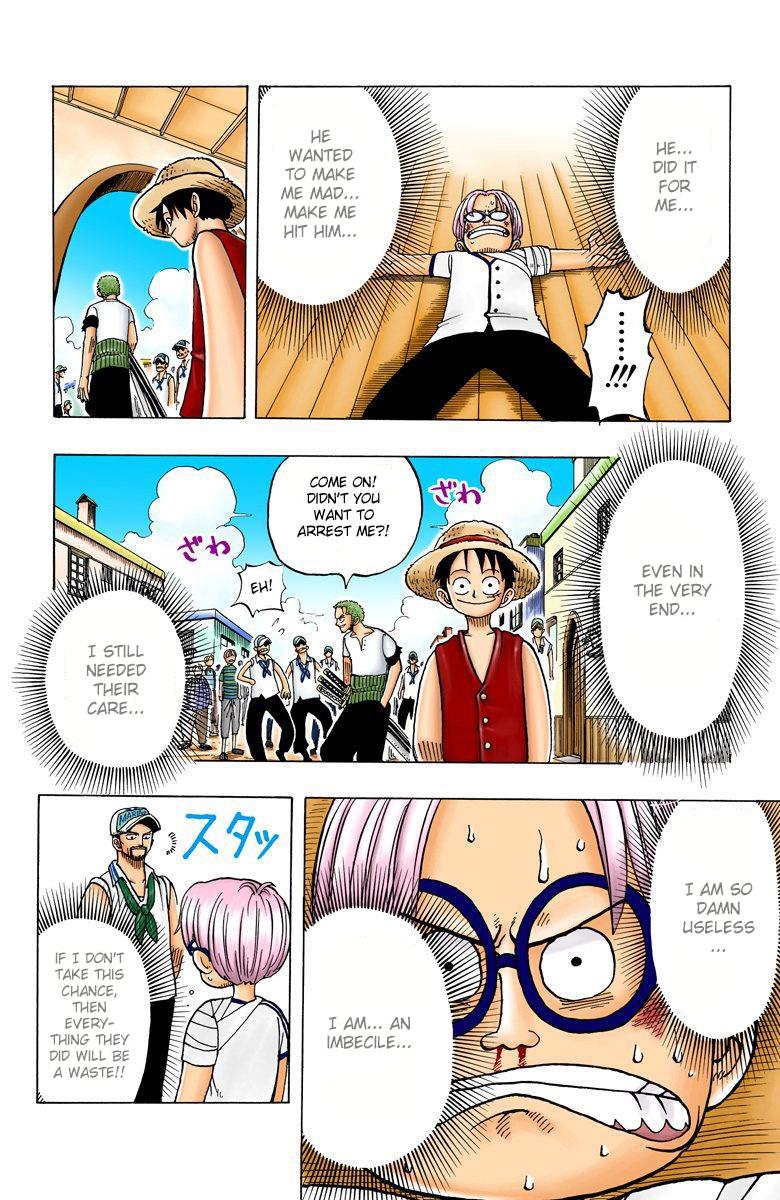 HE...
DID IT
FOR
ME...
HE
WANTED
TO MAKE
ME MAD...
MAKE ME
HIT HIM...
......!!!
EVEN IN
THE VERY
END...
ざわ
COME ON!
DIDN'T YOU
WANT TO
ARREST ME?!
EH!
ざわ
I STILL
NEEDED
THEIR
CARE...
I AM SO
DAMN
USELESS
...
I AM... AN
IMBECILE...
スタッ
MARINE
IF I DON'T
TAKE THIS
CHANCE,
THEN
EVERY-
THING THEY
DID WILL BE
A WASTE!!